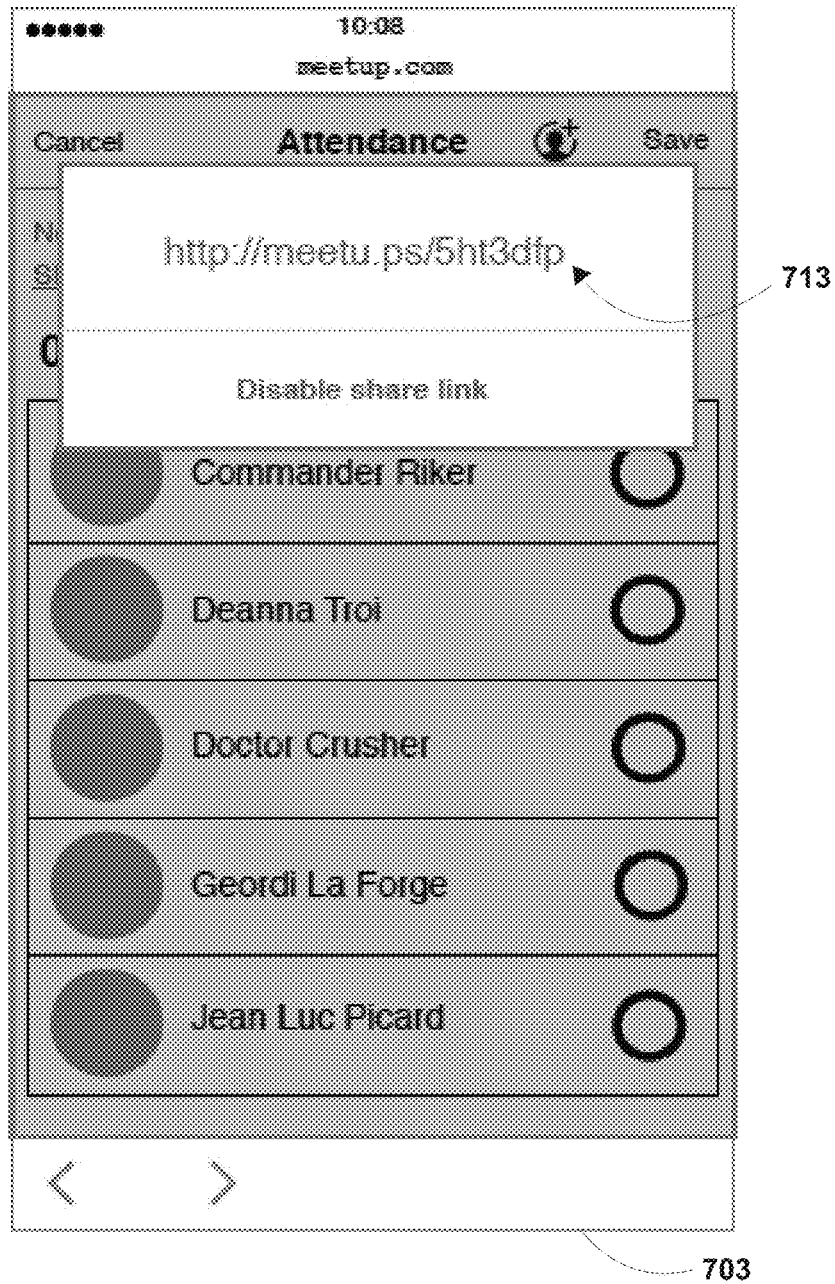 10:08
meetup.com
Cancel Attendance Save
http://meetu.ps/5ht3dfp
713
Disable share link
Commander Riker
Deanna Troi
Doctor Crusher
Geordi La Forge
Jean Luc Picard
703